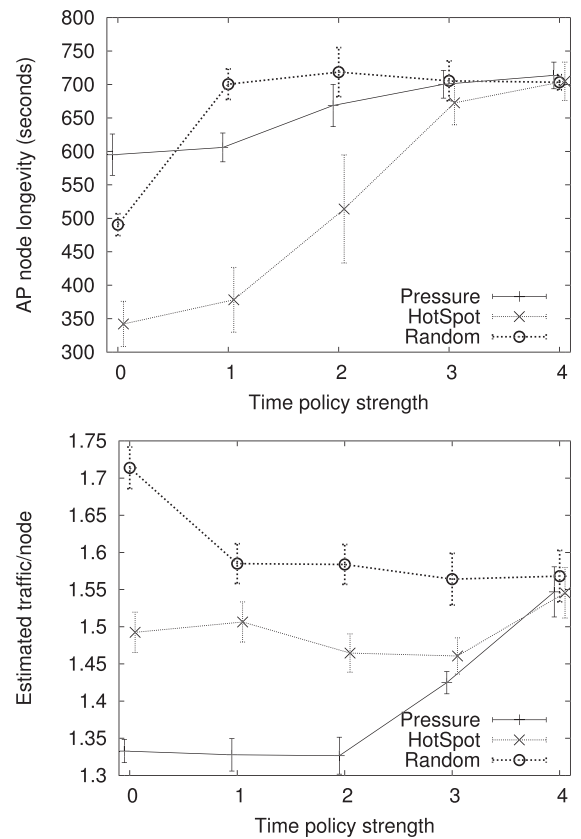 800
750
700
650
600
550
500
450
400
350
300
AP node longevity (seconds)
Pressure
HotSpot
Random
0 1 2 3 4
Time policy strength
1.75
1.7
1.65
1.6
1.55
1.5
1.45
1.4
1.35
1.3
Estimated traffic/node
Pressure
HotSpot
Random
0 1 2 3 4
Time policy strength